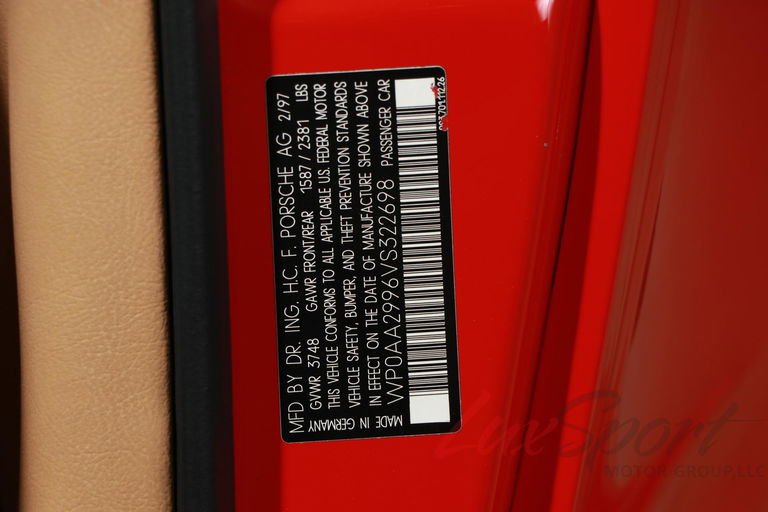 MFD BY DR. ING. H.C. F. PORSCHE AG 2/97
GVWR 3748 GAWR FRONT/REAR 1587 / 2381 LBS
THIS VEHICLE CONFORMS TO ALL APPLICABLE U.S. FEDERAL MOTOR
VEHICLE SAFETY, BUMPER, AND THEFT PREVENTION STANDARDS
IN EFFECT ON THE DATE OF MANUFACTURE SHOWN ABOVE
WP0AA2996VS322698 PASSENGER CAR
MADE IN GERMANY
LuxSport
MOTOR GROUP, LLC